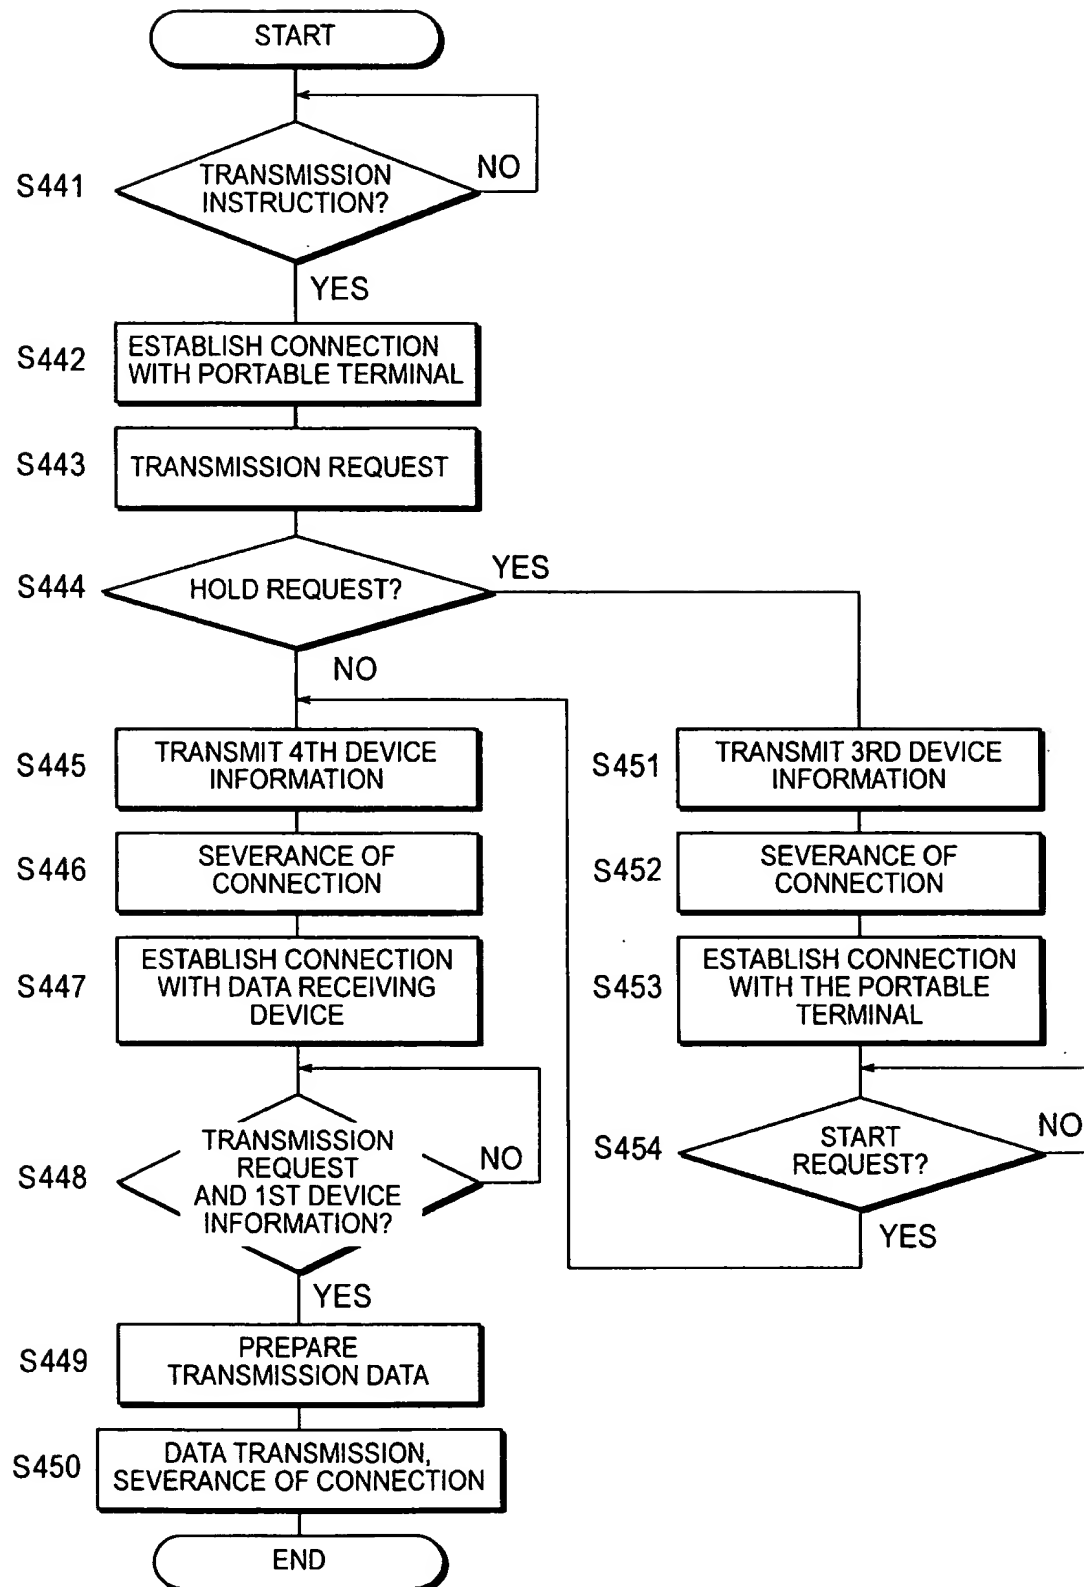 START
S441
TRANSMISSION
INSTRUCTION?
NO
YES
S442
ESTABLISH CONNECTION
WITH PORTABLE TERMINAL
S443
TRANSMISSION REQUEST
S444
HOLD REQUEST?
YES
NO
S445
TRANSMIT 4TH DEVICE
INFORMATION
S446
SEVERANCE OF
CONNECTION
S447
ESTABLISH CONNECTION
WITH DATA RECEIVING
DEVICE
S448
TRANSMISSION
REQUEST
AND 1ST DEVICE
INFORMATION?
NO
YES
S449
PREPARE
TRANSMISSION DATA
S450
DATA TRANSMISSION,
SEVERANCE OF CONNECTION
END
S451
TRANSMIT 3RD DEVICE
INFORMATION
S452
SEVERANCE OF
CONNECTION
S453
ESTABLISH CONNECTION
WITH THE PORTABLE
TERMINAL
S454
START
REQUEST?
NO
YES